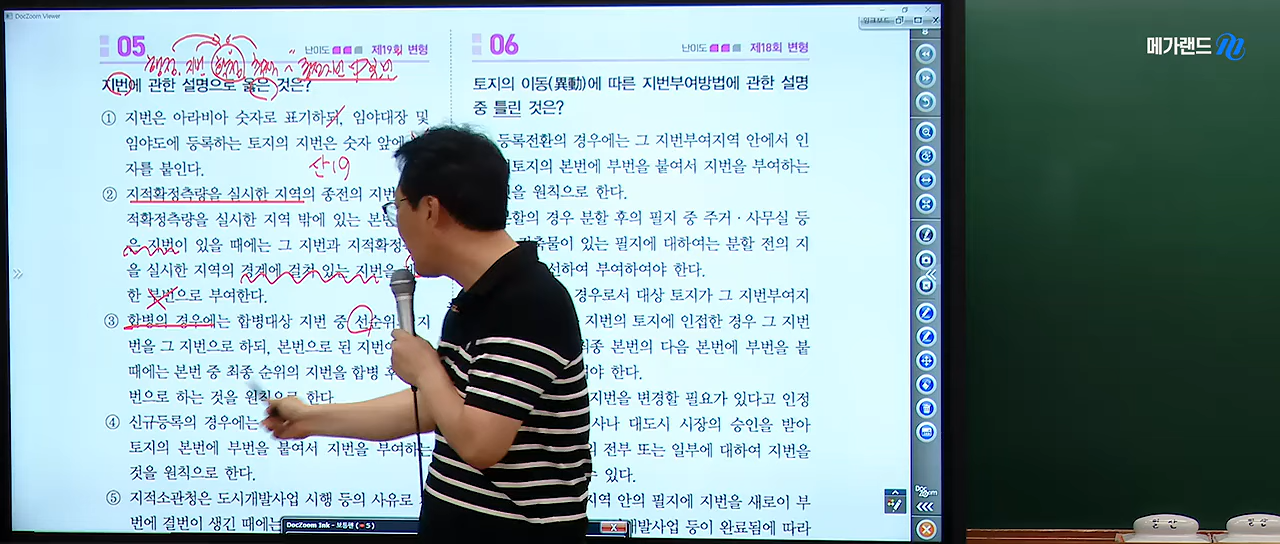 DocZoom Viewer
잉크보드
메가랜드
05
난이도
제19회 변형
지번에 관한 설명으로 옳은 것은?
① 지번은 아라비아 숫자로 표기하되, 임야대장 및
임야도에 등록하는 토지의 지번은 숫자 앞에
자를 붙인다.
산19
② 지적확정측량을 실시한 지역의 종전의 지번
적확정측량을 실시한 지역 밖에 있는 본번
은 지번이 있을 때에는 그 지번과 지적확정
을 실시한 지역의 경계에 걸쳐 있는 지번을
한 부번으로 부여한다.
③ 합병의 경우에는 합병대상 지번 중 선순위 지
번을 그 지번으로 하되, 본번으로 된 지번이
때에는 본번 중 최종 순위의 지번을 합병 후
번으로 하는 것을 원칙으로 한다
④ 신규등록의 경우에는
토지의 본번에 부번을 붙여서 지번을 부여하는
것을 원칙으로 한다.
⑤ 지적소관청은 도시개발사업 시행 등의 사유로
번에 결번이 생긴 때에는
06
난이도
제18회 변형
토지의 이동(異動)에 따른 지번부여방법에 관한 설명
중 틀린 것은?
등록전환의 경우에는 그 지번부여지역 안에서 인
토지의 본번에 부번을 붙여서 지번을 부여하는
것을 원칙으로 한다.
분할의 경우 분할 후의 필지 중 주거·사무실 등
건축물이 있는 필지에 대하여는 분할 전의 지
선하여 부여하여야 한다.
경우로서 대상 토지가 그 지번부여지
지번의 토지에 인접한 경우 그 지번
최종 본번의 다음 본번에 부번을 붙
야 한다.
지번을 변경할 필요가 있다고 인정
사나 대도시 시장의 승인을 받아
의 전부 또는 일부에 대하여 지번을
수 있다.
지역 안의 필지에 지번을 새로이 부
개발사업 등이 완료됨에 따라
DocZoom Ink - 보통펜 ( 5 )
DocZoom
일산
일산